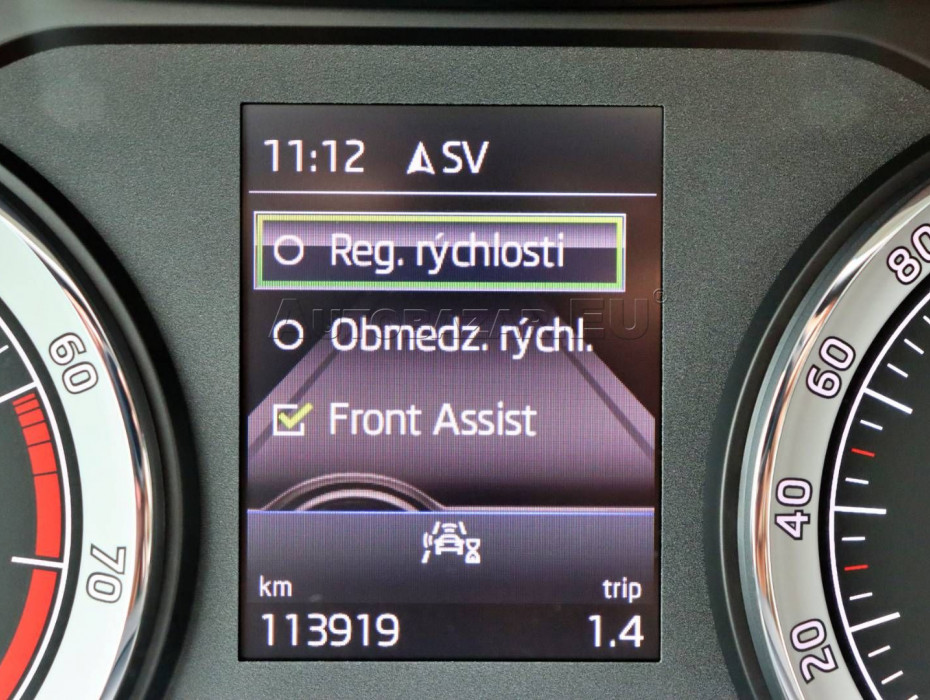 11:12 SV
Reg. rýchlosti
Obmedz. rýchl.
AUTOBAZAR.EU
Front Assist
km trip
113919 1.4
60
70
80
60
40
20